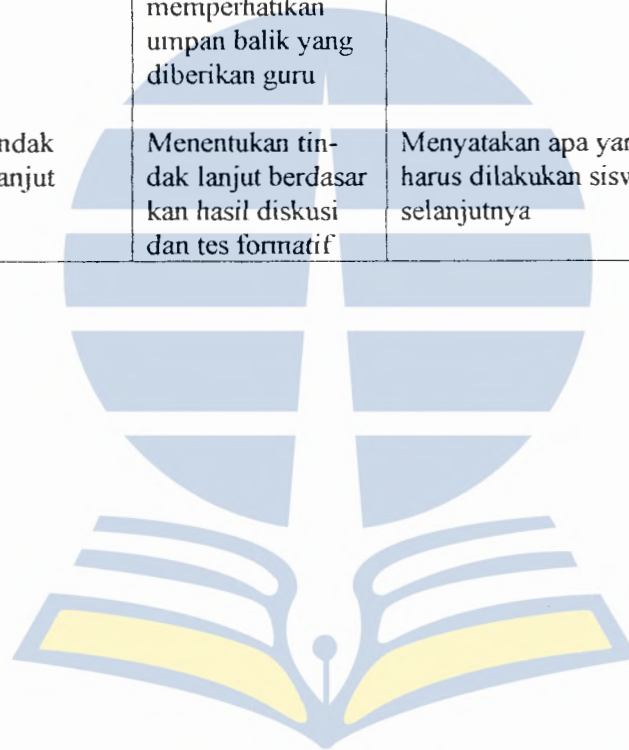 memperhatikan
umpan balik yang
diberikan guru
ndak
anjut
Menentukan tin-
dak lanjut berdasar
kan hasil diskusi
dan tes formatif
Menyatakan apa yan
harus dilakukan sisw
selanjutnya